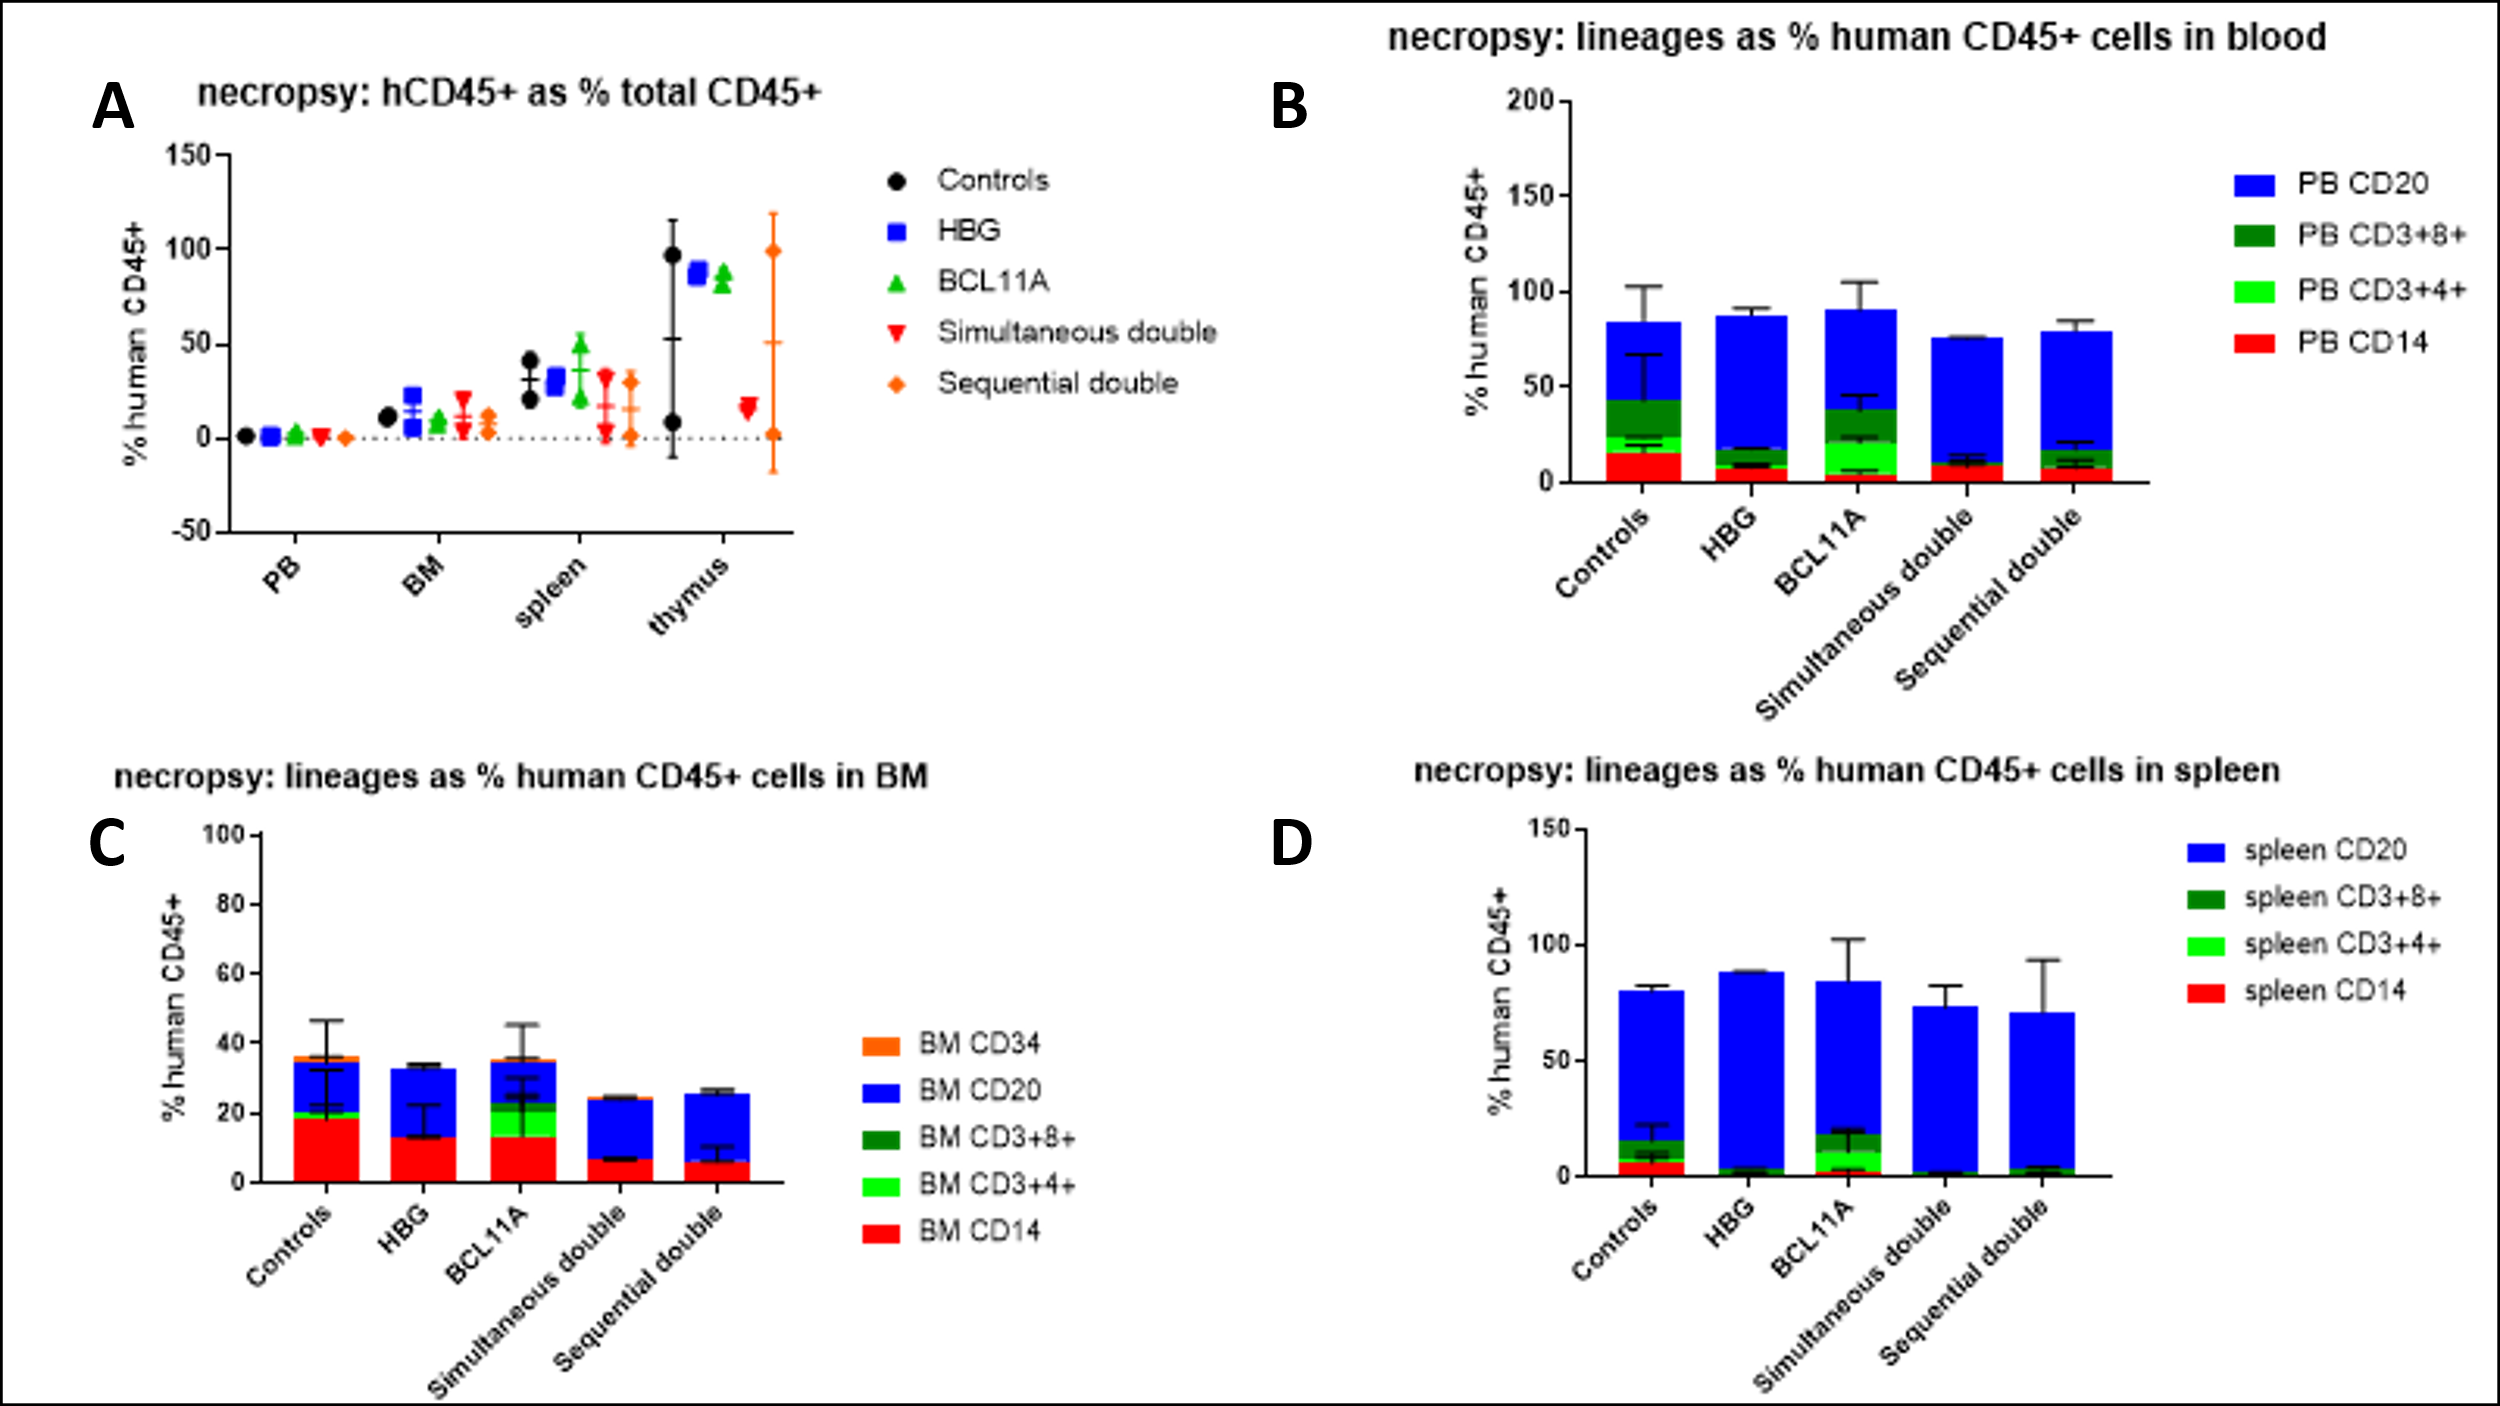 A
necropsy: hCD45+ as % total CD45+
% human CD45+
150
100
50
0
-50
PB
BM
spleen
thymus
Controls
HBG
BCL11A
Simultaneous double
Sequential double
B
necropsy: lineages as % human CD45+ cells in blood
% human CD45+
200
150
100
50
0
Controls
HBG
BCL11A
Simultaneous double
Sequential double
PB CD20
PB CD3+8+
PB CD3+4+
PB CD14
C
necropsy: lineages as % human CD45+ cells in BM
% human CD45+
100
80
60
40
20
0
Controls
HBG
BCL11A
Simultaneous double
Sequential double
BM CD34
BM CD20
BM CD3+8+
BM CD3+4+
BM CD14
D
necropsy: lineages as % human CD45+ cells in spleen
% human CD45+
150
100
50
0
Controls
HBG
BCL11A
Simultaneous double
Sequential double
spleen CD20
spleen CD3+8+
spleen CD3+4+
spleen CD14